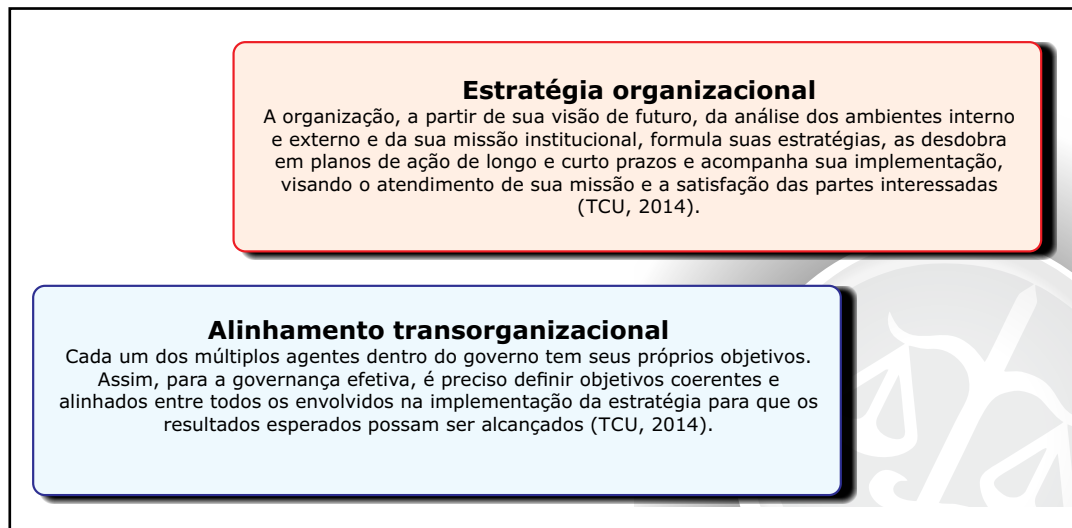 Estratégia organizacional
A organização, a partir de sua visão de futuro, da análise dos ambientes interno
e externo e da sua missão institucional, formula suas estratégias, as desdobra
em planos de ação de longo e curto prazos e acompanha sua implementação,
visando o atendimento de sua missão e a satisfação das partes interessadas
(TCU, 2014).
Alinhamento transorganizacional
Cada um dos múltiplos agentes dentro do governo tem seus próprios objetivos.
Assim, para a governança efetiva, é preciso definir objetivos coerentes e
alinhados entre todos os envolvidos na implementação da estratégia para que os
resultados esperados possam ser alcançados (TCU, 2014).